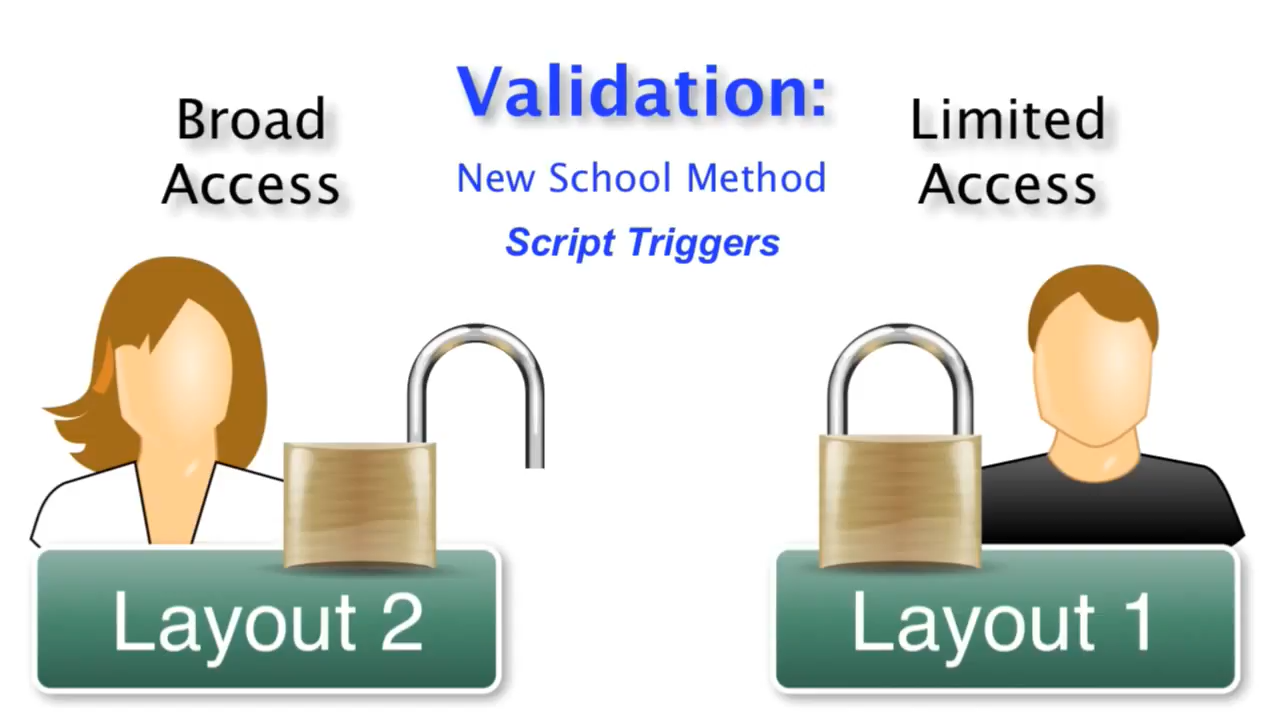 Validation:
New School Method
Script Triggers
Broad
Access
Limited
Access
Layout 2
Layout 1